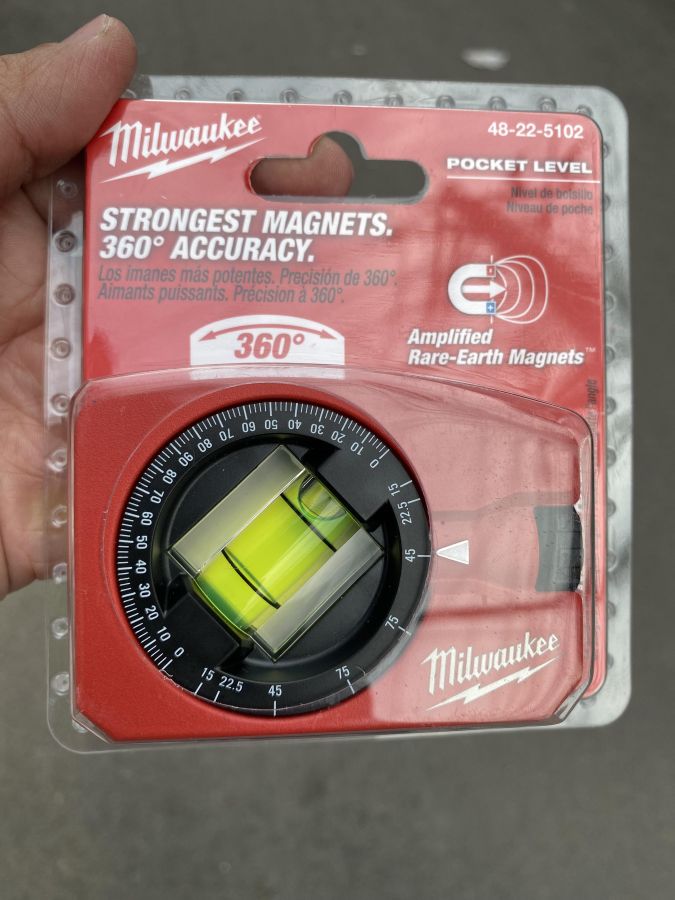 Milwaukee
48-22-5102
POCKET LEVEL
Nivel de bolsillo
Niveau de poche
STRONGEST MAGNETS.
360° ACCURACY.
Los imanes más potentes. Precisión de 360°.
Aimants puissants. Précision à 360°.
360°
Amplified
Rare-Earth Magnets™
0 10 20 30 40 50 60 70 80 90 80 70 60 50 40 30 20 10 0
15 22.5 45 75
75 45 22.5 15
Milwaukee